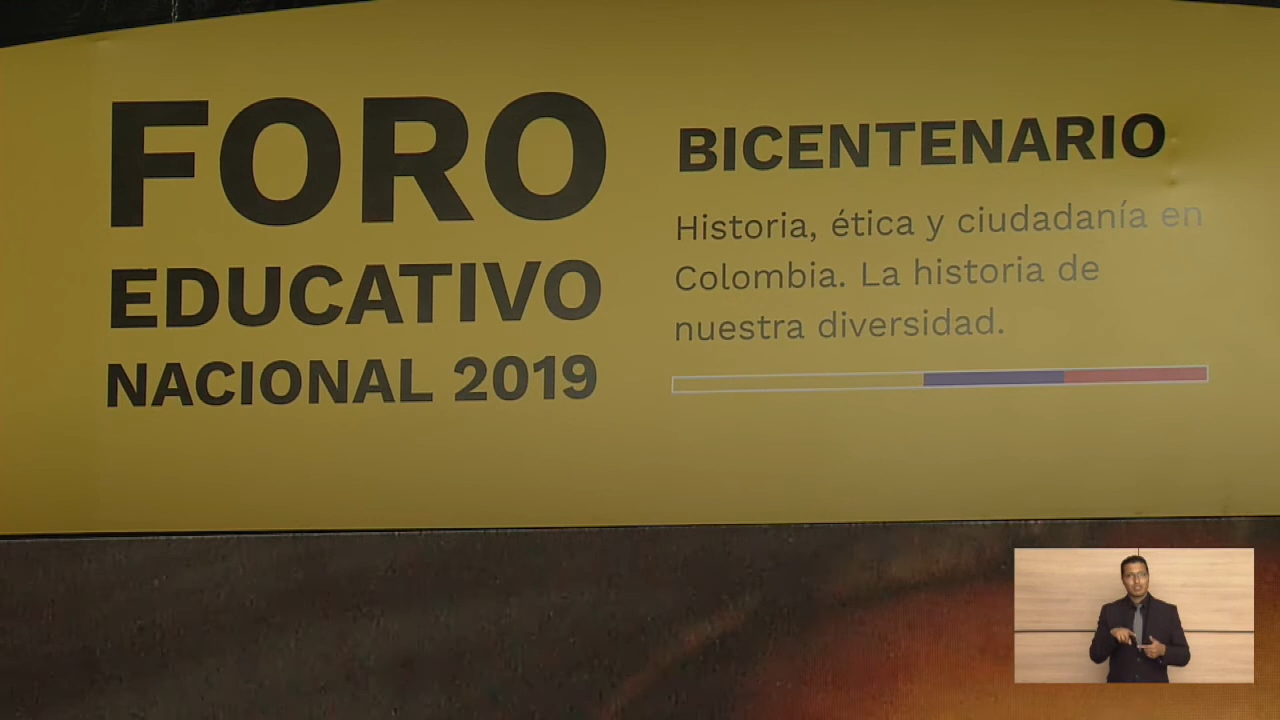 FORO
EDUCATIVO
NACIONAL 2019
BICENTENARIO
Historia, ética y ciudadanía en
Colombia. La historia de
nuestra diversidad.